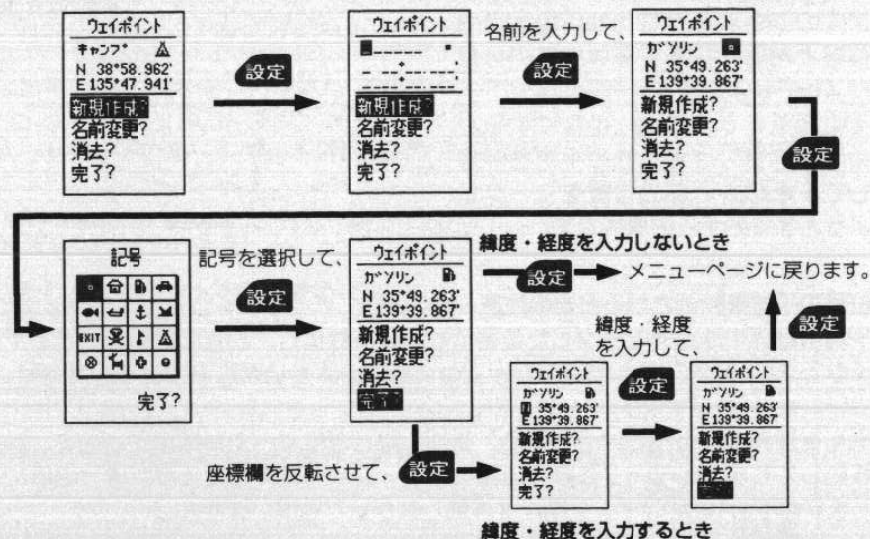 ウェイポイント
キャンプ
N 38°58.962'
E 135°47.941'
新規作成?
名前変更?
消去?
完了?
設定
ウェイポイント
新規作成?
名前変更?
消去?
完了?
名前を入力して、
設定
ウェイポイント
ガソリン
N 35°49.263'
E 139°39.867'
新規作成?
名前変更?
消去?
完了?
設定
記号
EXIT
完了?
記号を選択して、
設定
ウェイポイント
ガソリン
N 35°49.263'
E 139°39.867'
新規作成?
名前変更?
消去?
完了?
緯度・経度を入力しないとき
設定
メニューページに戻ります。
座標欄を反転させて、
設定
ウェイポイント
ガソリン
N 35°49.263'
E 139°39.867'
新規作成?
名前変更?
消去?
完了?
緯度・経度
を入力して、
設定
ウェイポイント
ガソリン
N 35°49.263'
E 139°39.867'
新規作成?
名前変更?
消去?
完了?
設定
緯度・経度を入力するとき